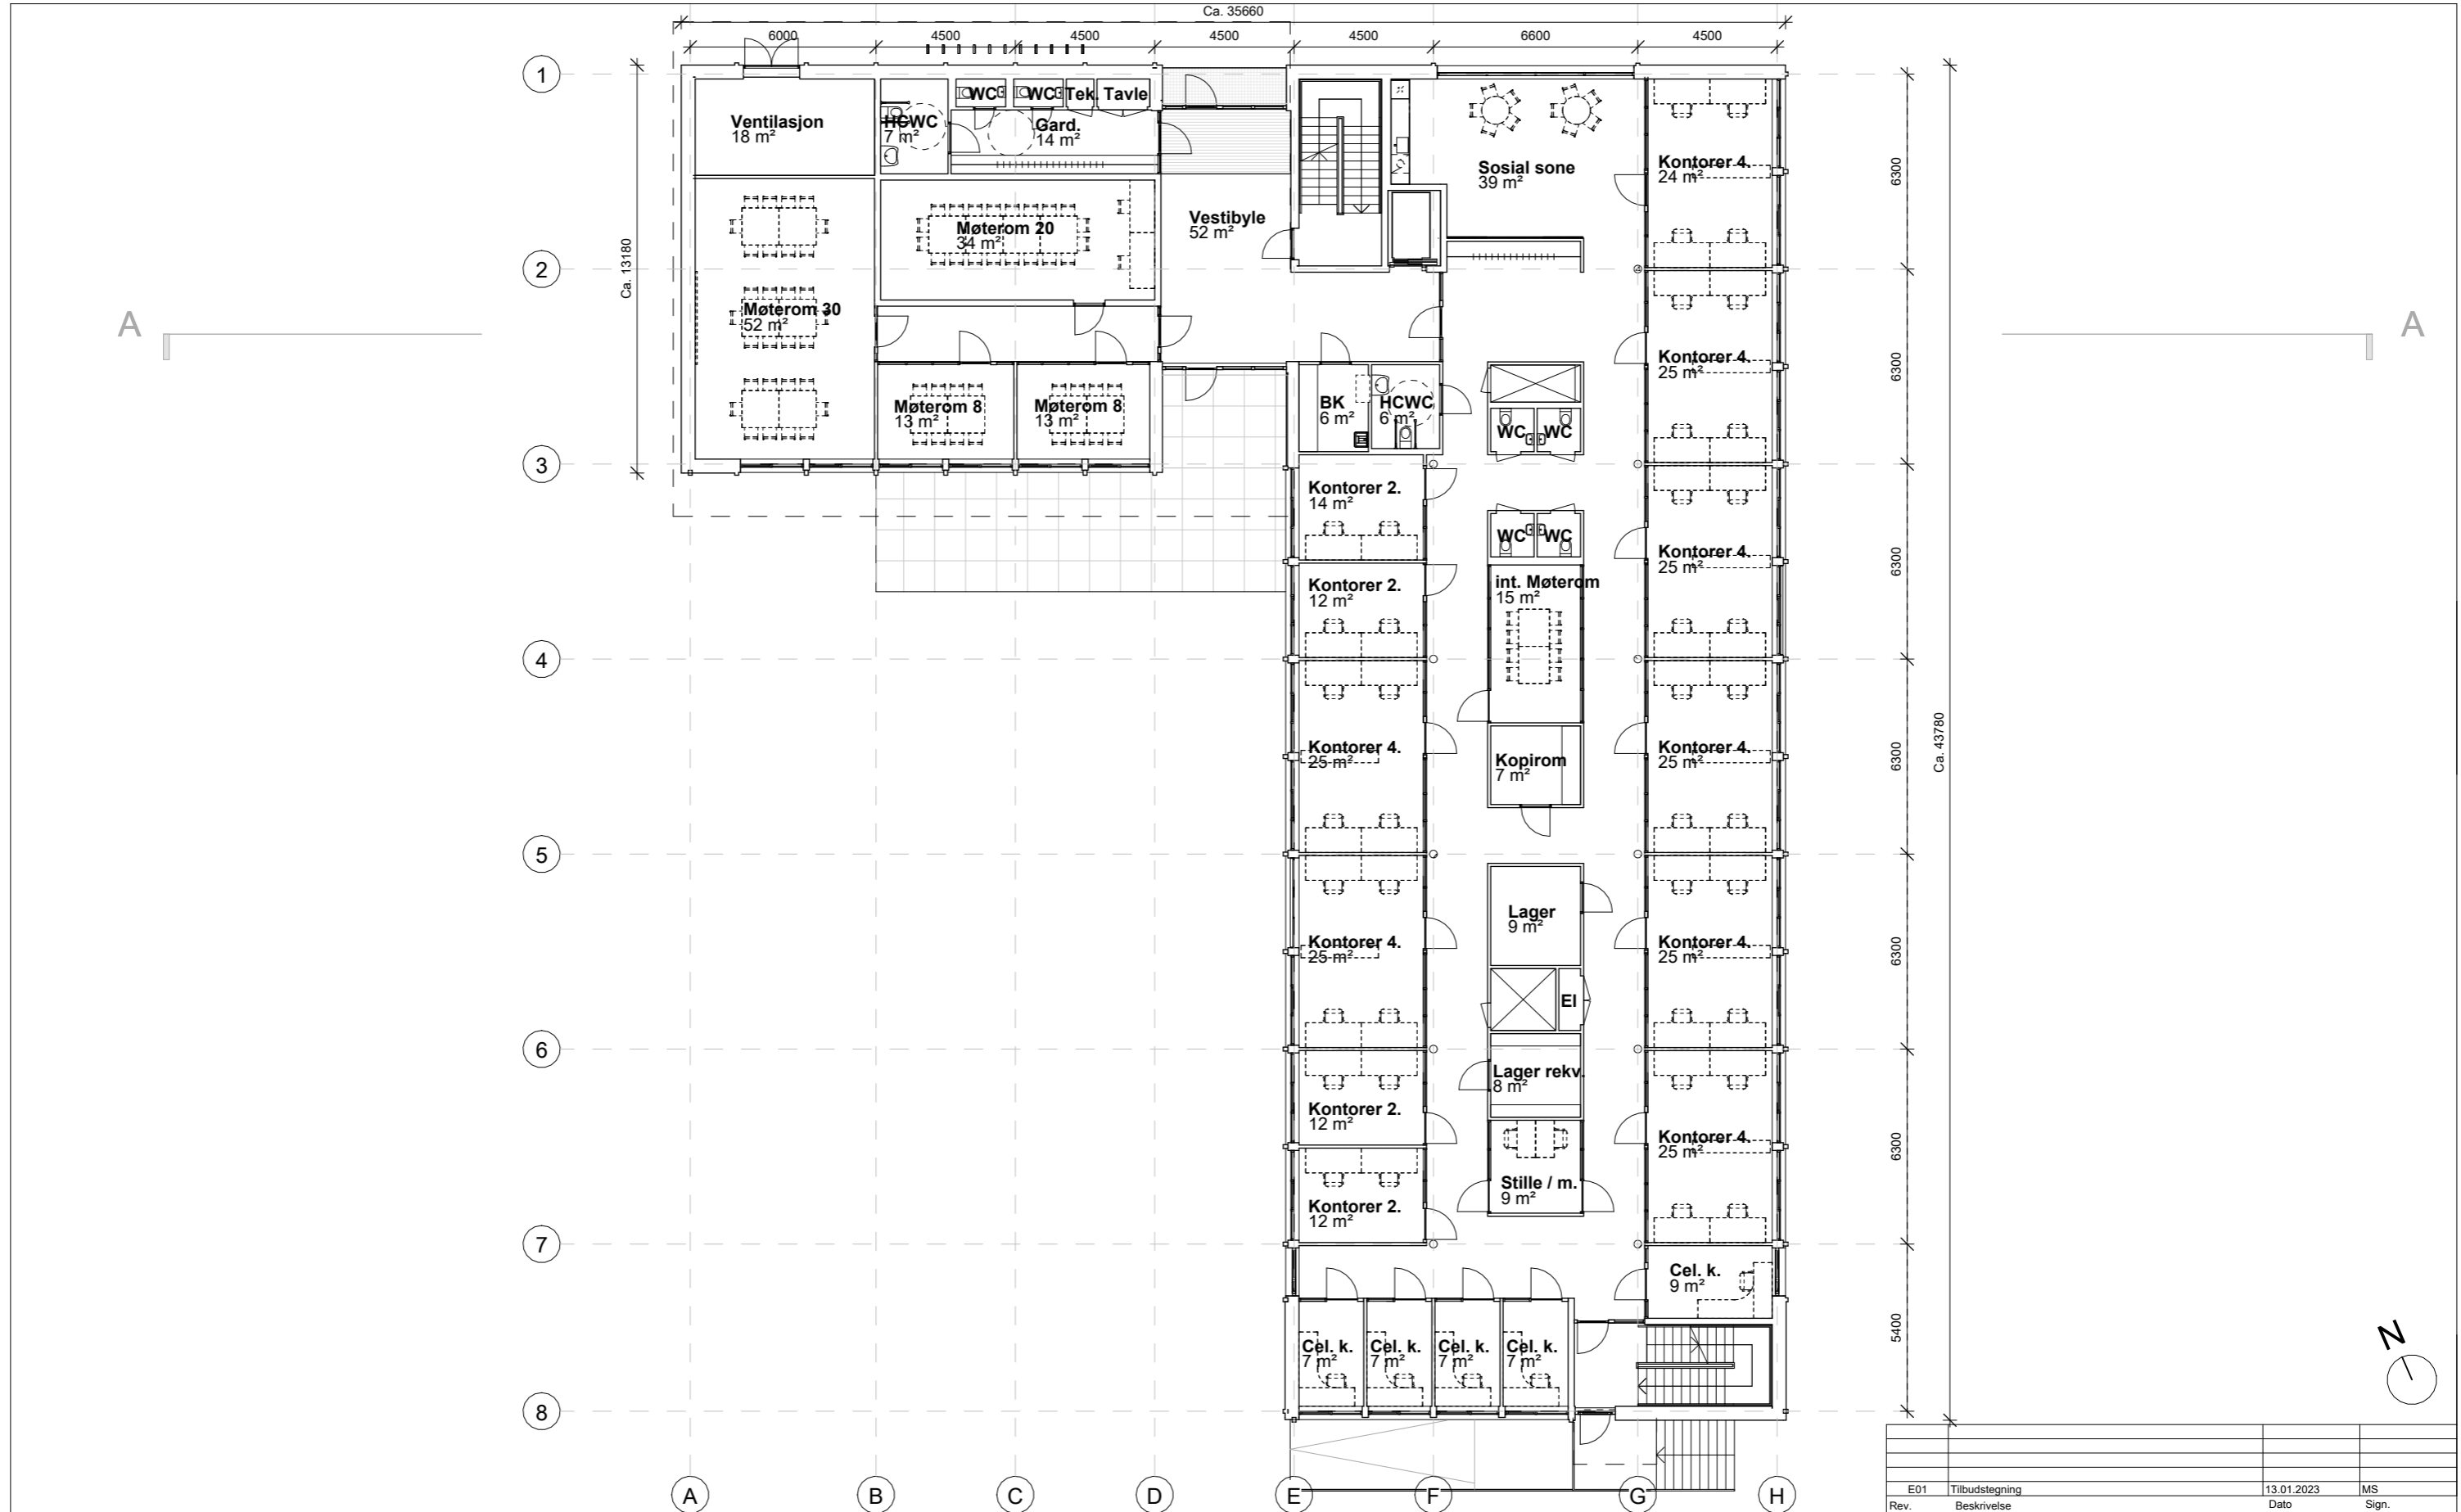 Ca. 35660
6000
4500
4500
4500
4500
6600
4500
1
WC
WC
Tek.
Tavle
Ventilasjon
18 m²
HCWC
7 m²
Gard.
14 m²
Sosial sone
39 m²
Kontorer 4.
24 m²
6300
Vestibyle
52 m²
Møterom 20
34 m²
Ca. 13180
2
A
Møterom 30
52 m²
A
Kontorer 4.
25 m²
6300
Møterom 8
13 m²
Møterom 8
13 m²
BK
6 m²
HCWC
6 m²
WC
WC
3
Kontorer 2.
14 m²
WC
WC
Kontorer 4.
25 m²
6300
Kontorer 2.
12 m²
int. Møterom
15 m²
4
Kontorer 4.
25 m²
Kopirom
7 m²
Kontorer 4.
25 m²
6300
Ca. 43780
5
Lager
9 m²
Kontorer 4.
25 m²
Kontorer 4.
25 m²
6300
El
6
Lager rekv.
8 m²
Kontorer 2.
12 m²
Kontorer 4.
25 m²
6300
Stille / m.
9 m²
Kontorer 2.
12 m²
7
Cel. k.
9 m²
5400
Cel. k.
7 m²
Cel. k.
7 m²
Cel. k.
7 m²
Cel. k.
7 m²
N
8
A
B
C
D
E
F
G
H
E01 Tilbudstegning 13.01.2023 MS
Rev. Beskrivelse Dato Sign.